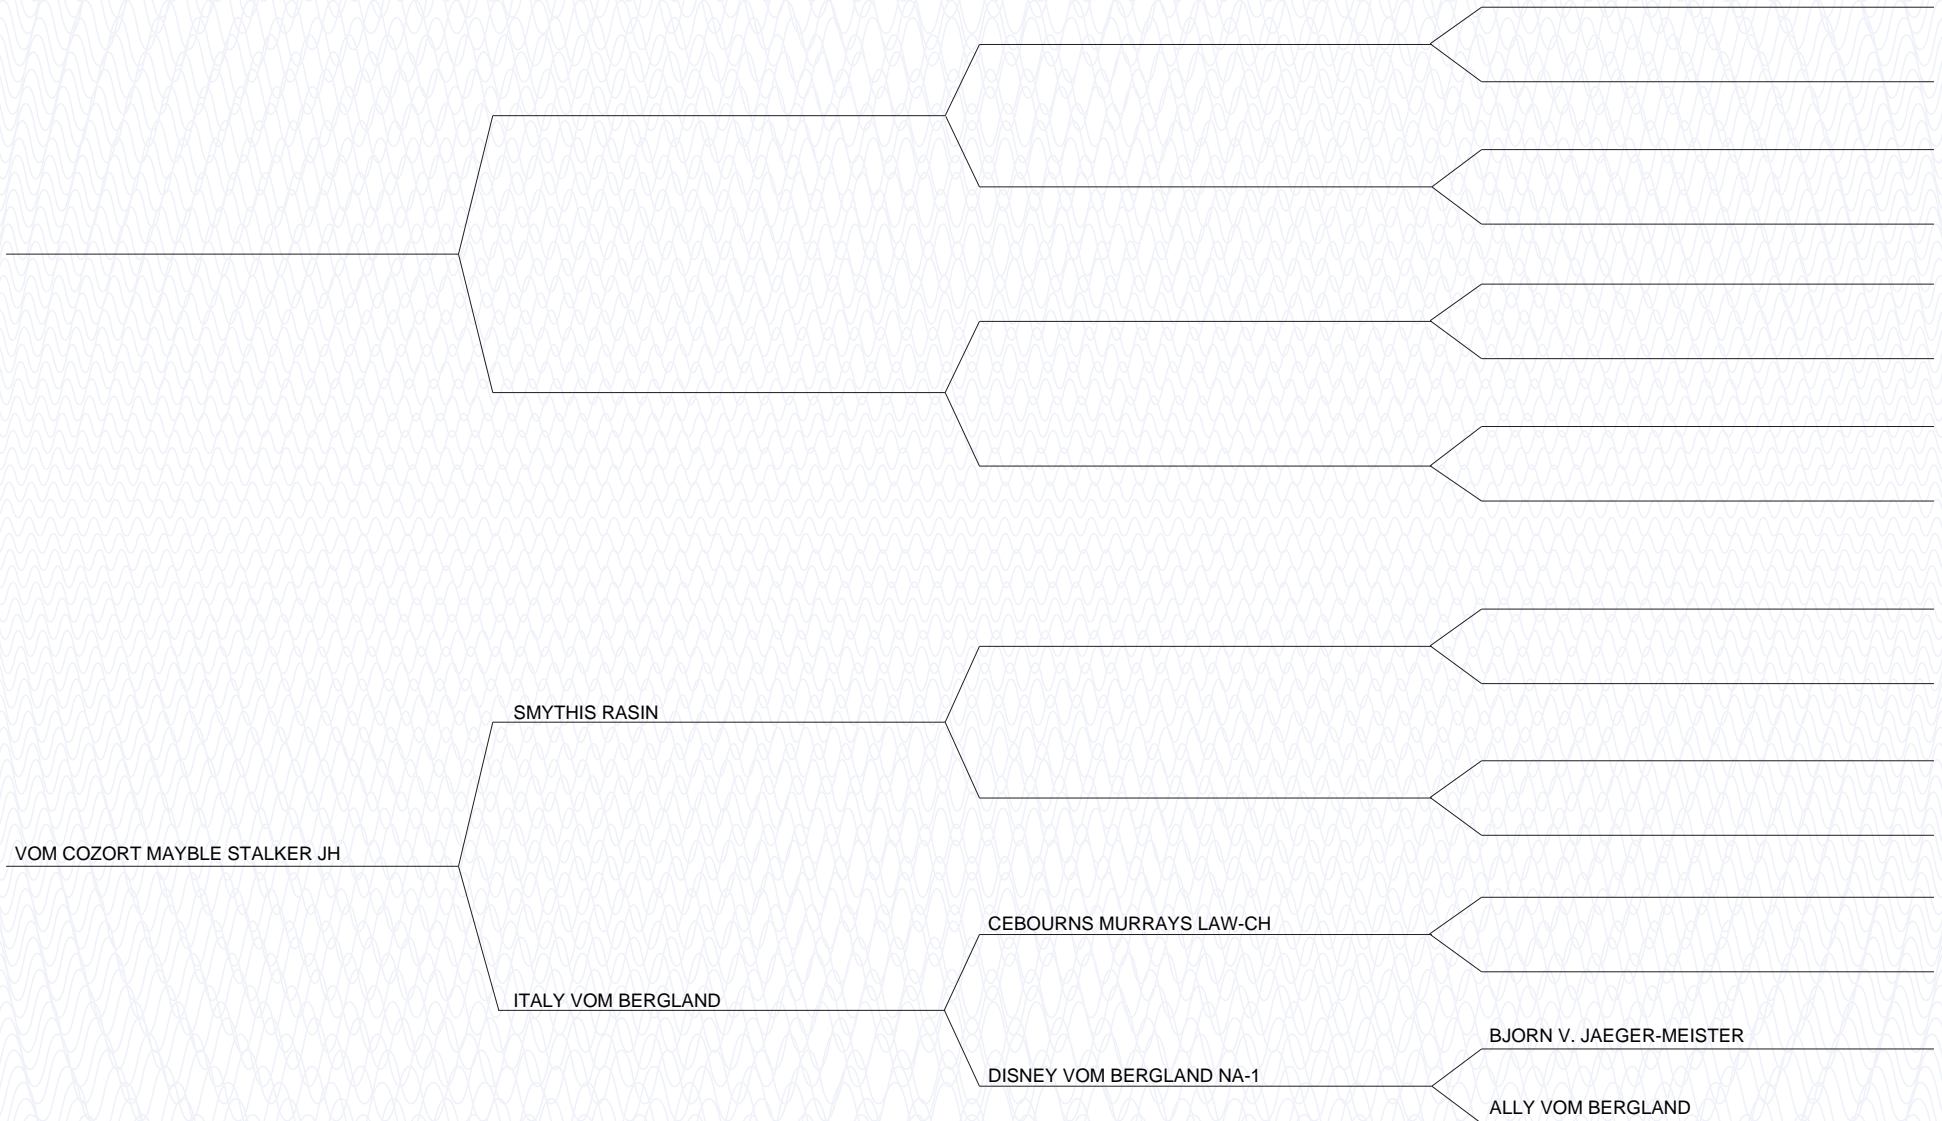 SMYTHIS RASIN
VOM COZORT MAYBLE STALKER JH
CEBOURNS MURRAYS LAW-CH
ITALY VOM BERGLAND
BJORN V. JAEGER-MEISTER
DISNEY VOM BERGLAND NA-1
ALLY VOM BERGLAND